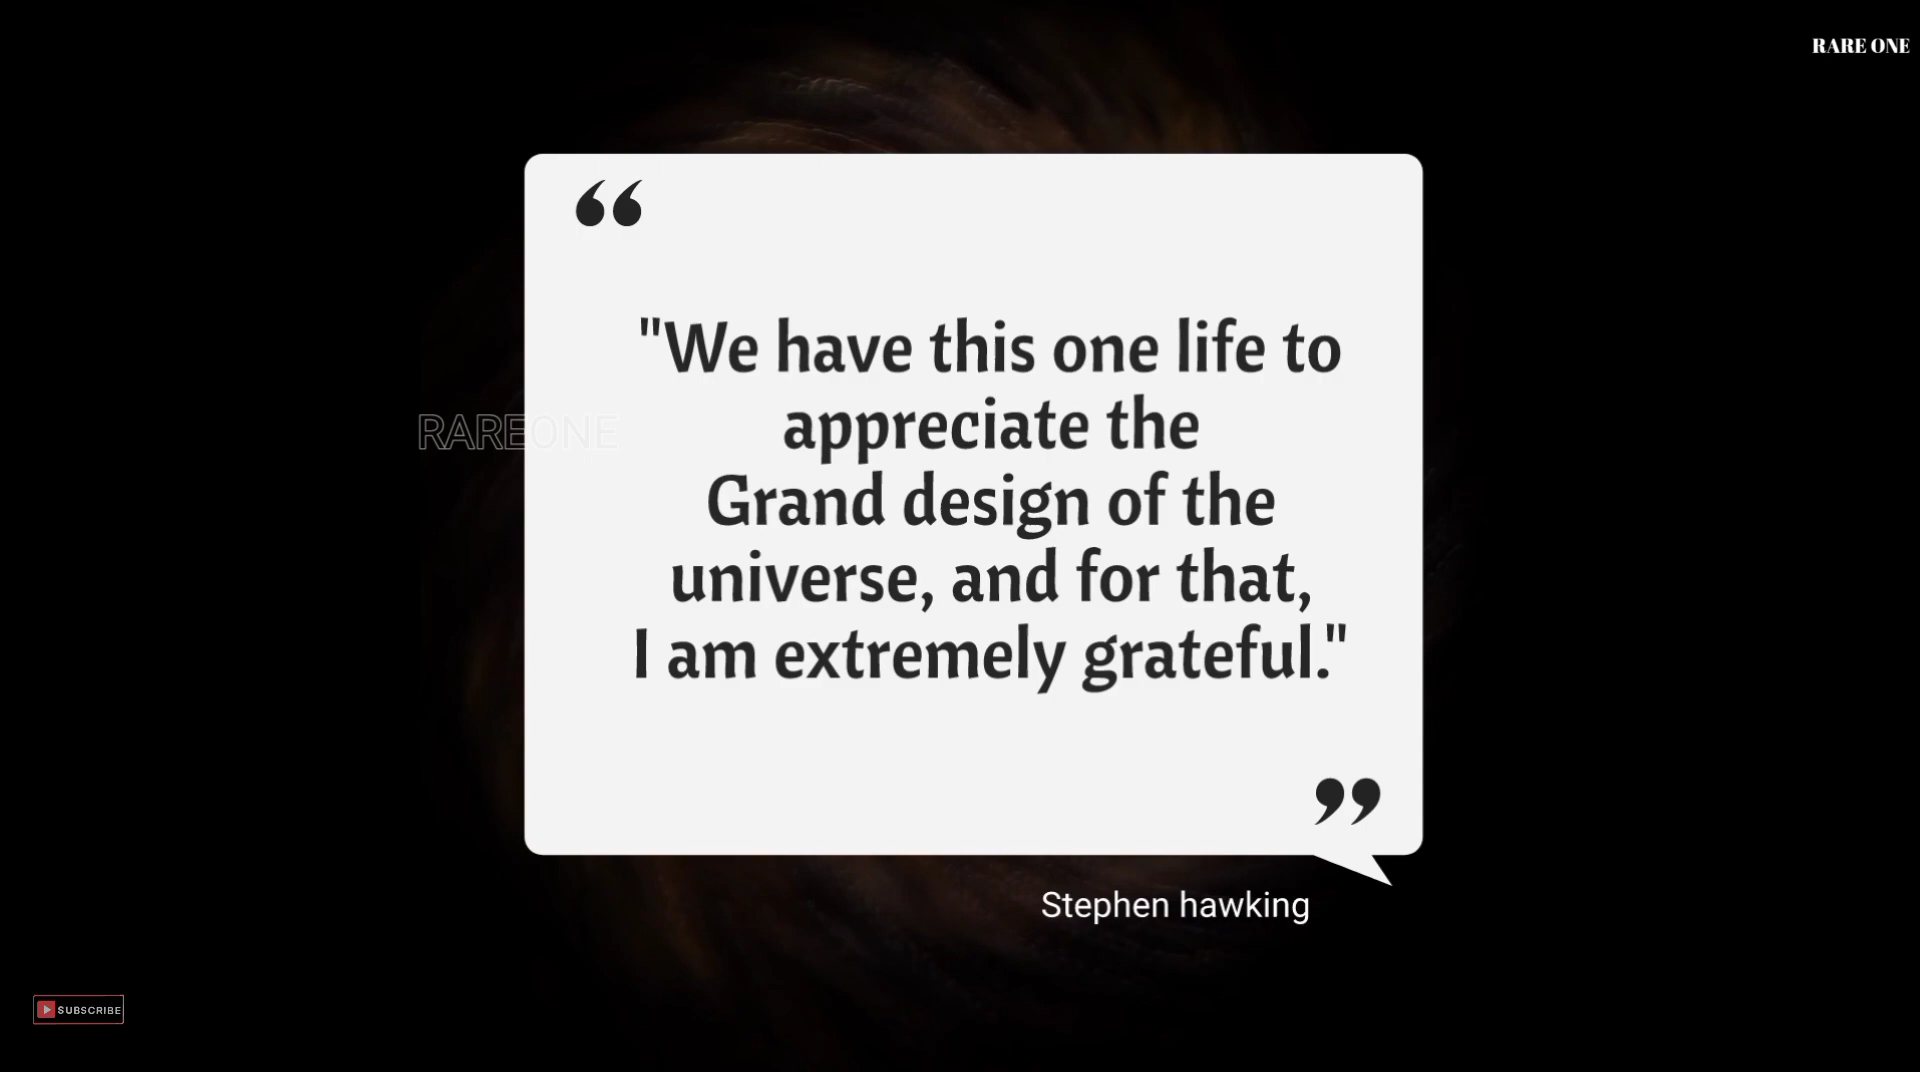 RARE ONE
"We have this one life to
appreciate the
RAREONE
Grand design of the
universe, and for that,
I am extremely grateful."
Stephen hawking
SUBSCRIBE